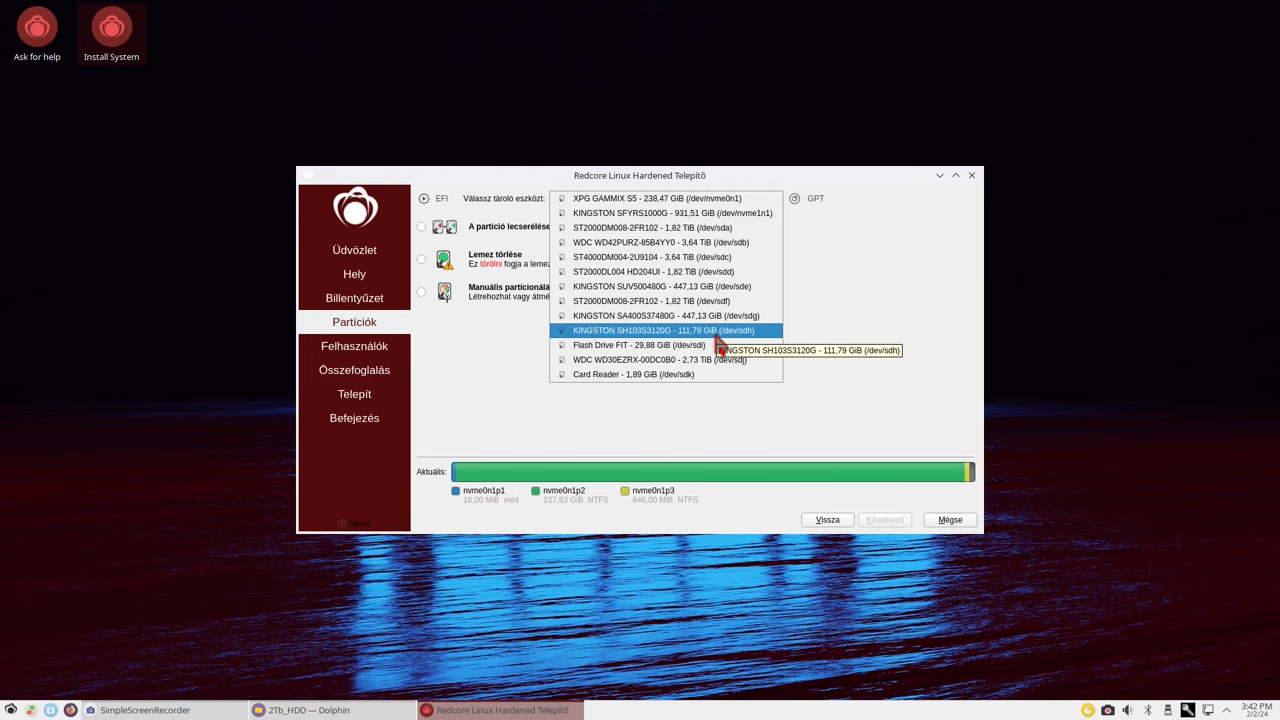 Ask for help
Install System
Redcore Linux Hardened Telepítő
Üdvözlet
Hely
Billentyűzet
Partíciók
Felhasználók
Összefoglalás
Telepít
Befejezés
EFI
Válassz tároló eszközt:
GPT
XPG GAMMIX S5 - 238,47 GiB (/dev/nvme0n1)
KINGSTON SFYRS1000G - 931,51 GiB (/dev/nvme1n1)
ST2000DM008-2FR102 - 1,82 TiB (/dev/sda)
WDC WD42PURZ-85B4YY0 - 3,64 TiB (/dev/sdb)
ST4000DM004-2U9104 - 3,64 TiB (/dev/sdc)
ST2000DL004 HD204UI - 1,82 TiB (/dev/sdd)
KINGSTON SUV500480G - 447,13 GiB (/dev/sde)
ST2000DM008-2FR102 - 1,82 TiB (/dev/sdf)
KINGSTON SA400S37480G - 447,13 GiB (/dev/sdg)
KINGSTON SH103S3120G - 111,79 GiB (/dev/sdh)
Flash Drive FIT - 29,88 GiB (/dev/sdi)
NGSTON SH103S3120G - 111,79 GiB (/dev/sdh)
WDC WD30EZRX-00DC0B0 - 2,73 TiB (/dev/sdj)
Card Reader - 1,89 GiB (/dev/sdk)
A partíció lecserélése
Lemez törlése
Ez törölni fogja a lemez
Manuális partícionálá
Létrehozhat vagy átmé
Aktuális:
nvme0n1p1
16,00 MiB ext4
nvme0n1p2
237,83 GiB NTFS
nvme0n1p3
646,00 MiB NTFS
Vissza
Következő
Mégse
SimpleScreenRecorder
2Tb_HDD — Dolphin
Redcore Linux Hardened Telepítő
3:42 PM
2/2/24